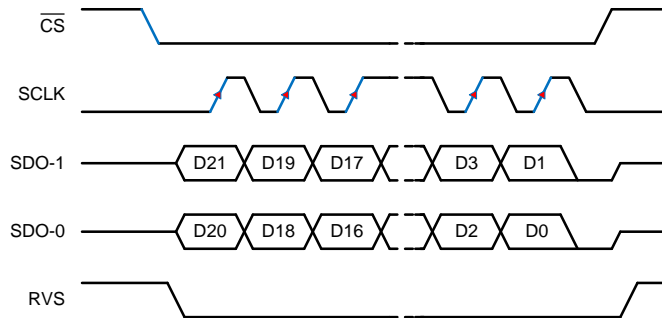 CS
SCLK
SDO-1 D21 D19 D17 D3 D1
SDO-0 D20 D18 D16 D2 D0
RVS